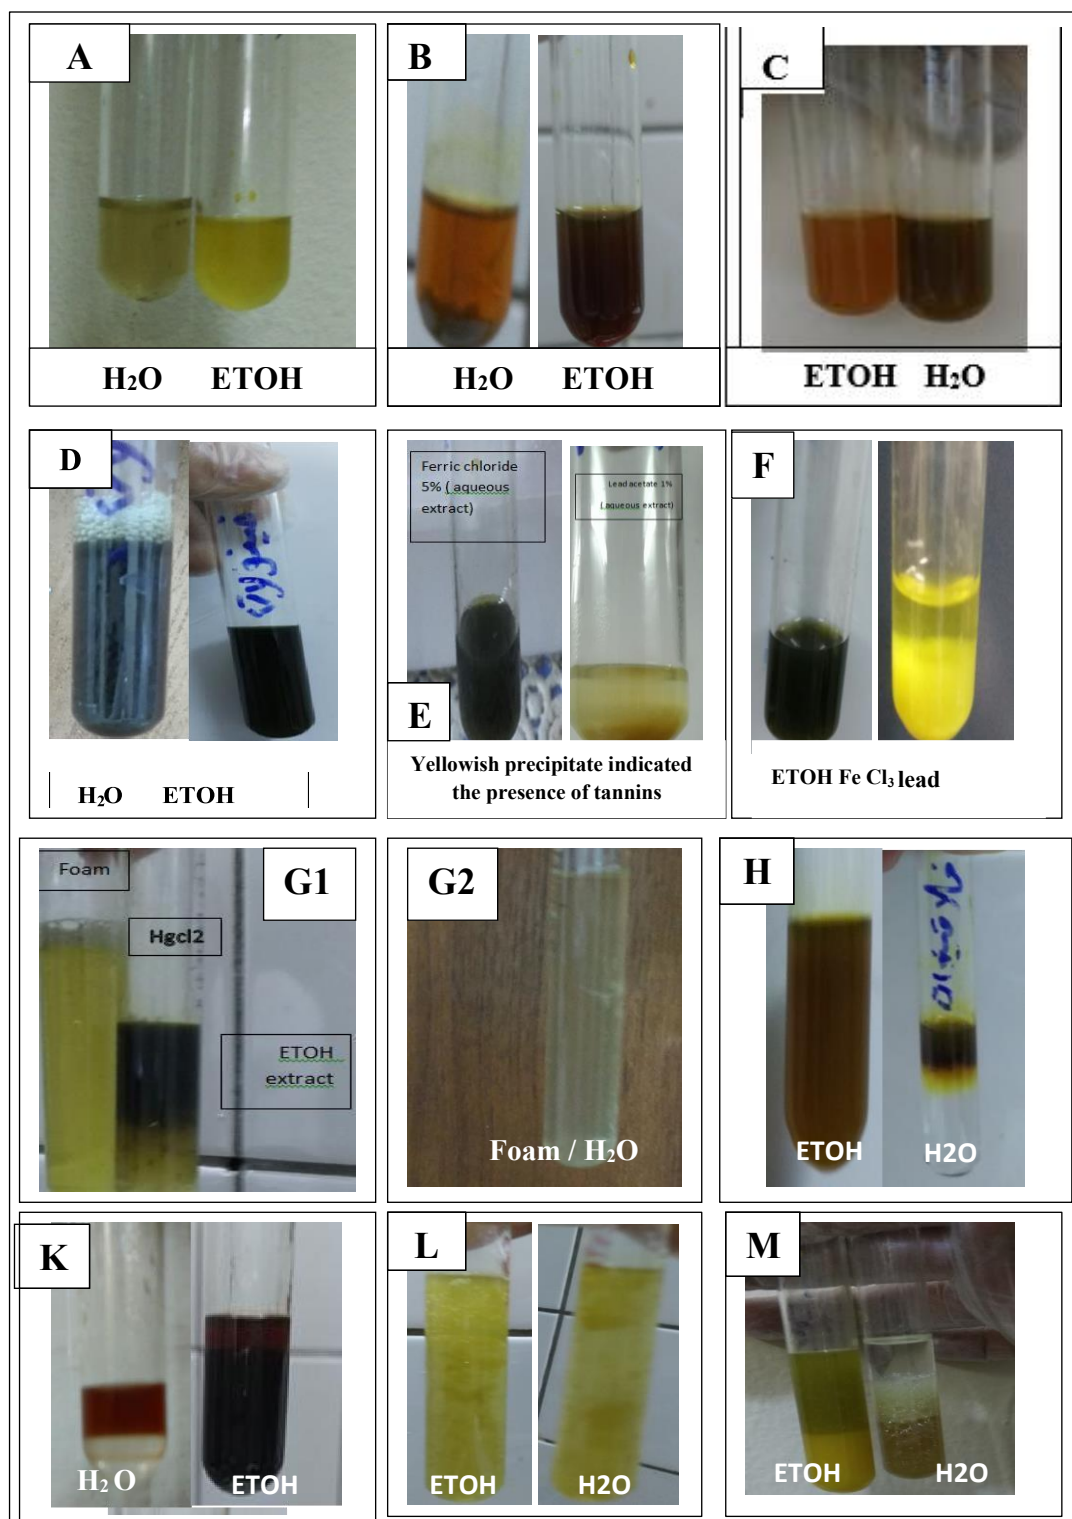 A
H₂O ETOH
B
H₂O ETOH
C
ETOH H₂O
D
H₂O ETOH
Ferric chloride
5% ( aqueous
extract)
Lead acetate 1%
(aqueous extract)
E
Yellowish precipitate indicated
the presence of tannins
F
ETOH Fe Cl₃ lead
Foam
G1
Hgcl2
ETOH
extract
G2
Foam / H₂O
H
ETOH
H2O
K
H₂ O
ETOH
L
ETOH
H2O
M
ETOH
H2O